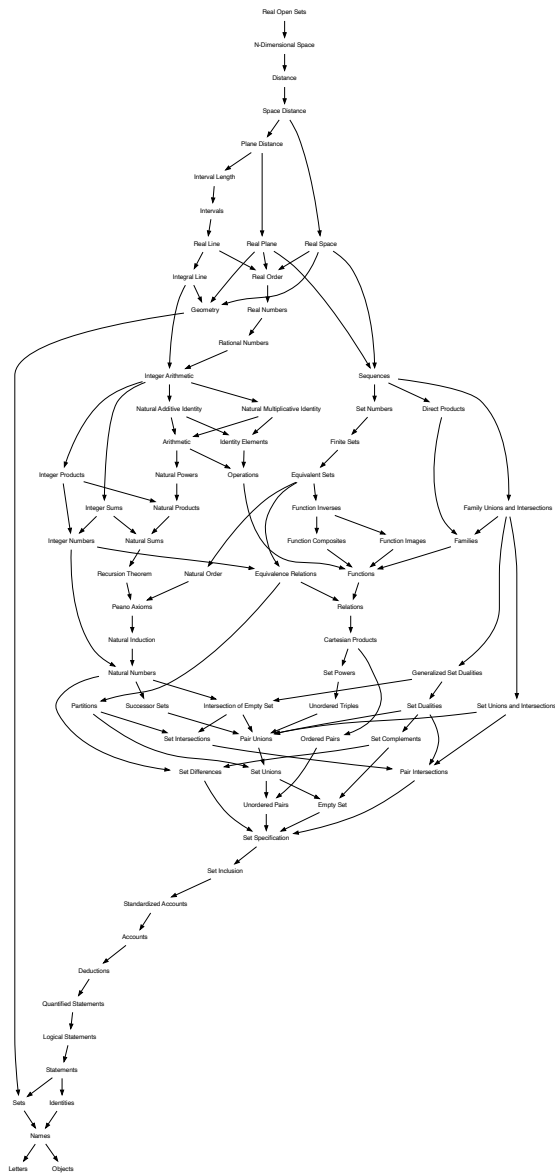 Real Open Sets
N-Dimensional Space
Distance
Space Distance
Plane Distance
Interval Length
Intervals
Real Line Real Plane Real Space
Integral Line Real Order
Geometry Real Numbers
Rational Numbers
Integer Arithmetic Sequences
Natural Additive Identity Natural Multiplicative Identity Set Numbers Direct Products
Arithmetic Identity Elements Finite Sets
Integer Products Natural Powers Operations Equivalent Sets
Integer Sums Natural Products Function Inverses Family Unions and Intersections
Integer Numbers Natural Sums Function Composites Function Images Families
Recursion Theorem Natural Order Equivalence Relations Functions
Peano Axioms Relations
Natural Induction Cartesian Products
Natural Numbers Set Powers Generalized Set Dualities
Partitions Successor Sets Intersection of Empty Set Unordered Triples Set Dualities Set Unions and Intersections
Set Intersections Pair Unions Ordered Pairs Set Complements
Set Differences Set Unions Pair Intersections
Unordered Pairs Empty Set
Set Specification
Set Inclusion
Standardized Accounts
Accounts
Deductions
Quantified Statements
Logical Statements
Statements
Sets Identities
Names
Letters Objects